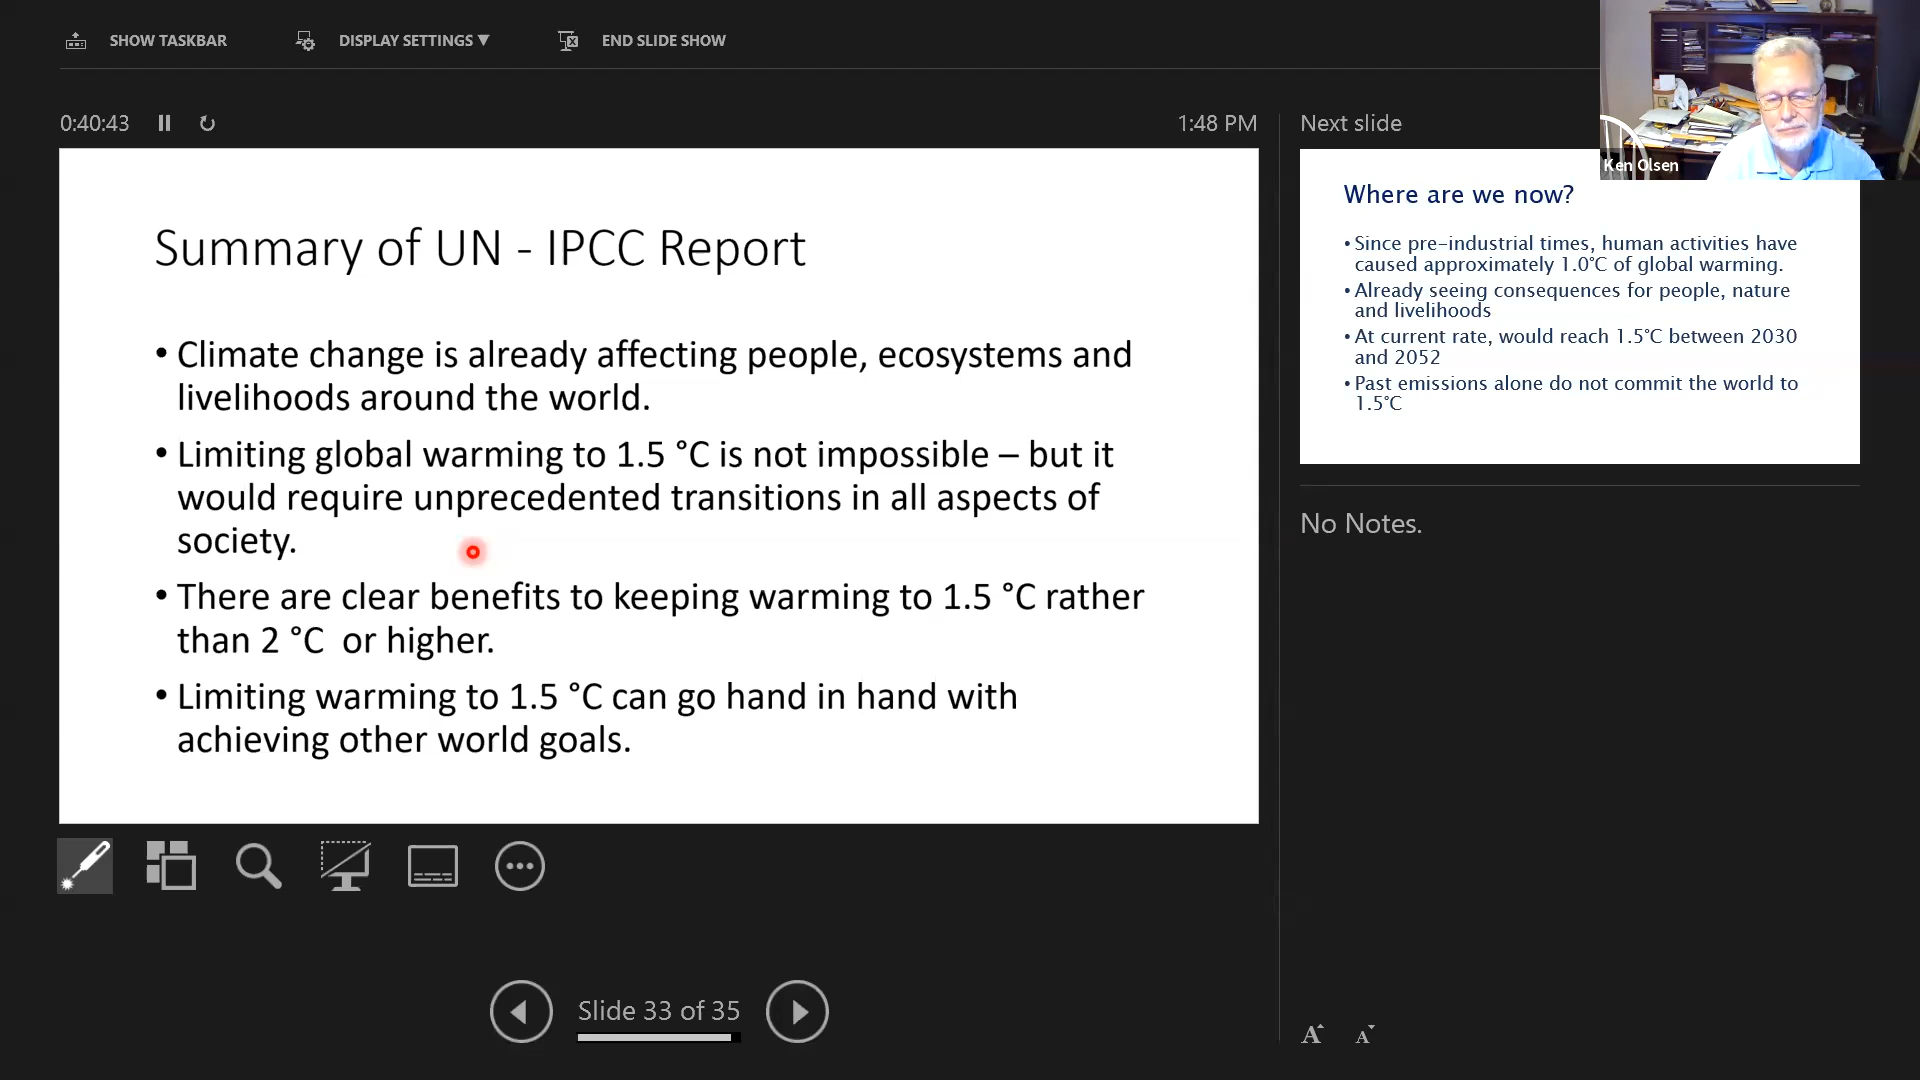 SHOW TASKBAR
DISPLAY SETTINGS ▼
END SLIDE SHOW
0:40:43
1:48 PM
Next slide
Ken Olsen
Summary of UN - IPCC Report
• Climate change is already affecting people, ecosystems and
livelihoods around the world.
• Limiting global warming to 1.5 °C is not impossible – but it
would require unprecedented transitions in all aspects of
society.
• There are clear benefits to keeping warming to 1.5 °C rather
than 2 °C  or higher.
• Limiting warming to 1.5 °C can go hand in hand with
achieving other world goals.
Where are we now?
• Since pre-industrial times, human activities have
caused approximately 1.0°C of global warming.
• Already seeing consequences for people, nature
and livelihoods
• At current rate, would reach 1.5°C between 2030
and 2052
• Past emissions alone do not commit the world to
1.5°C
No Notes.
Slide 33 of 35
A A